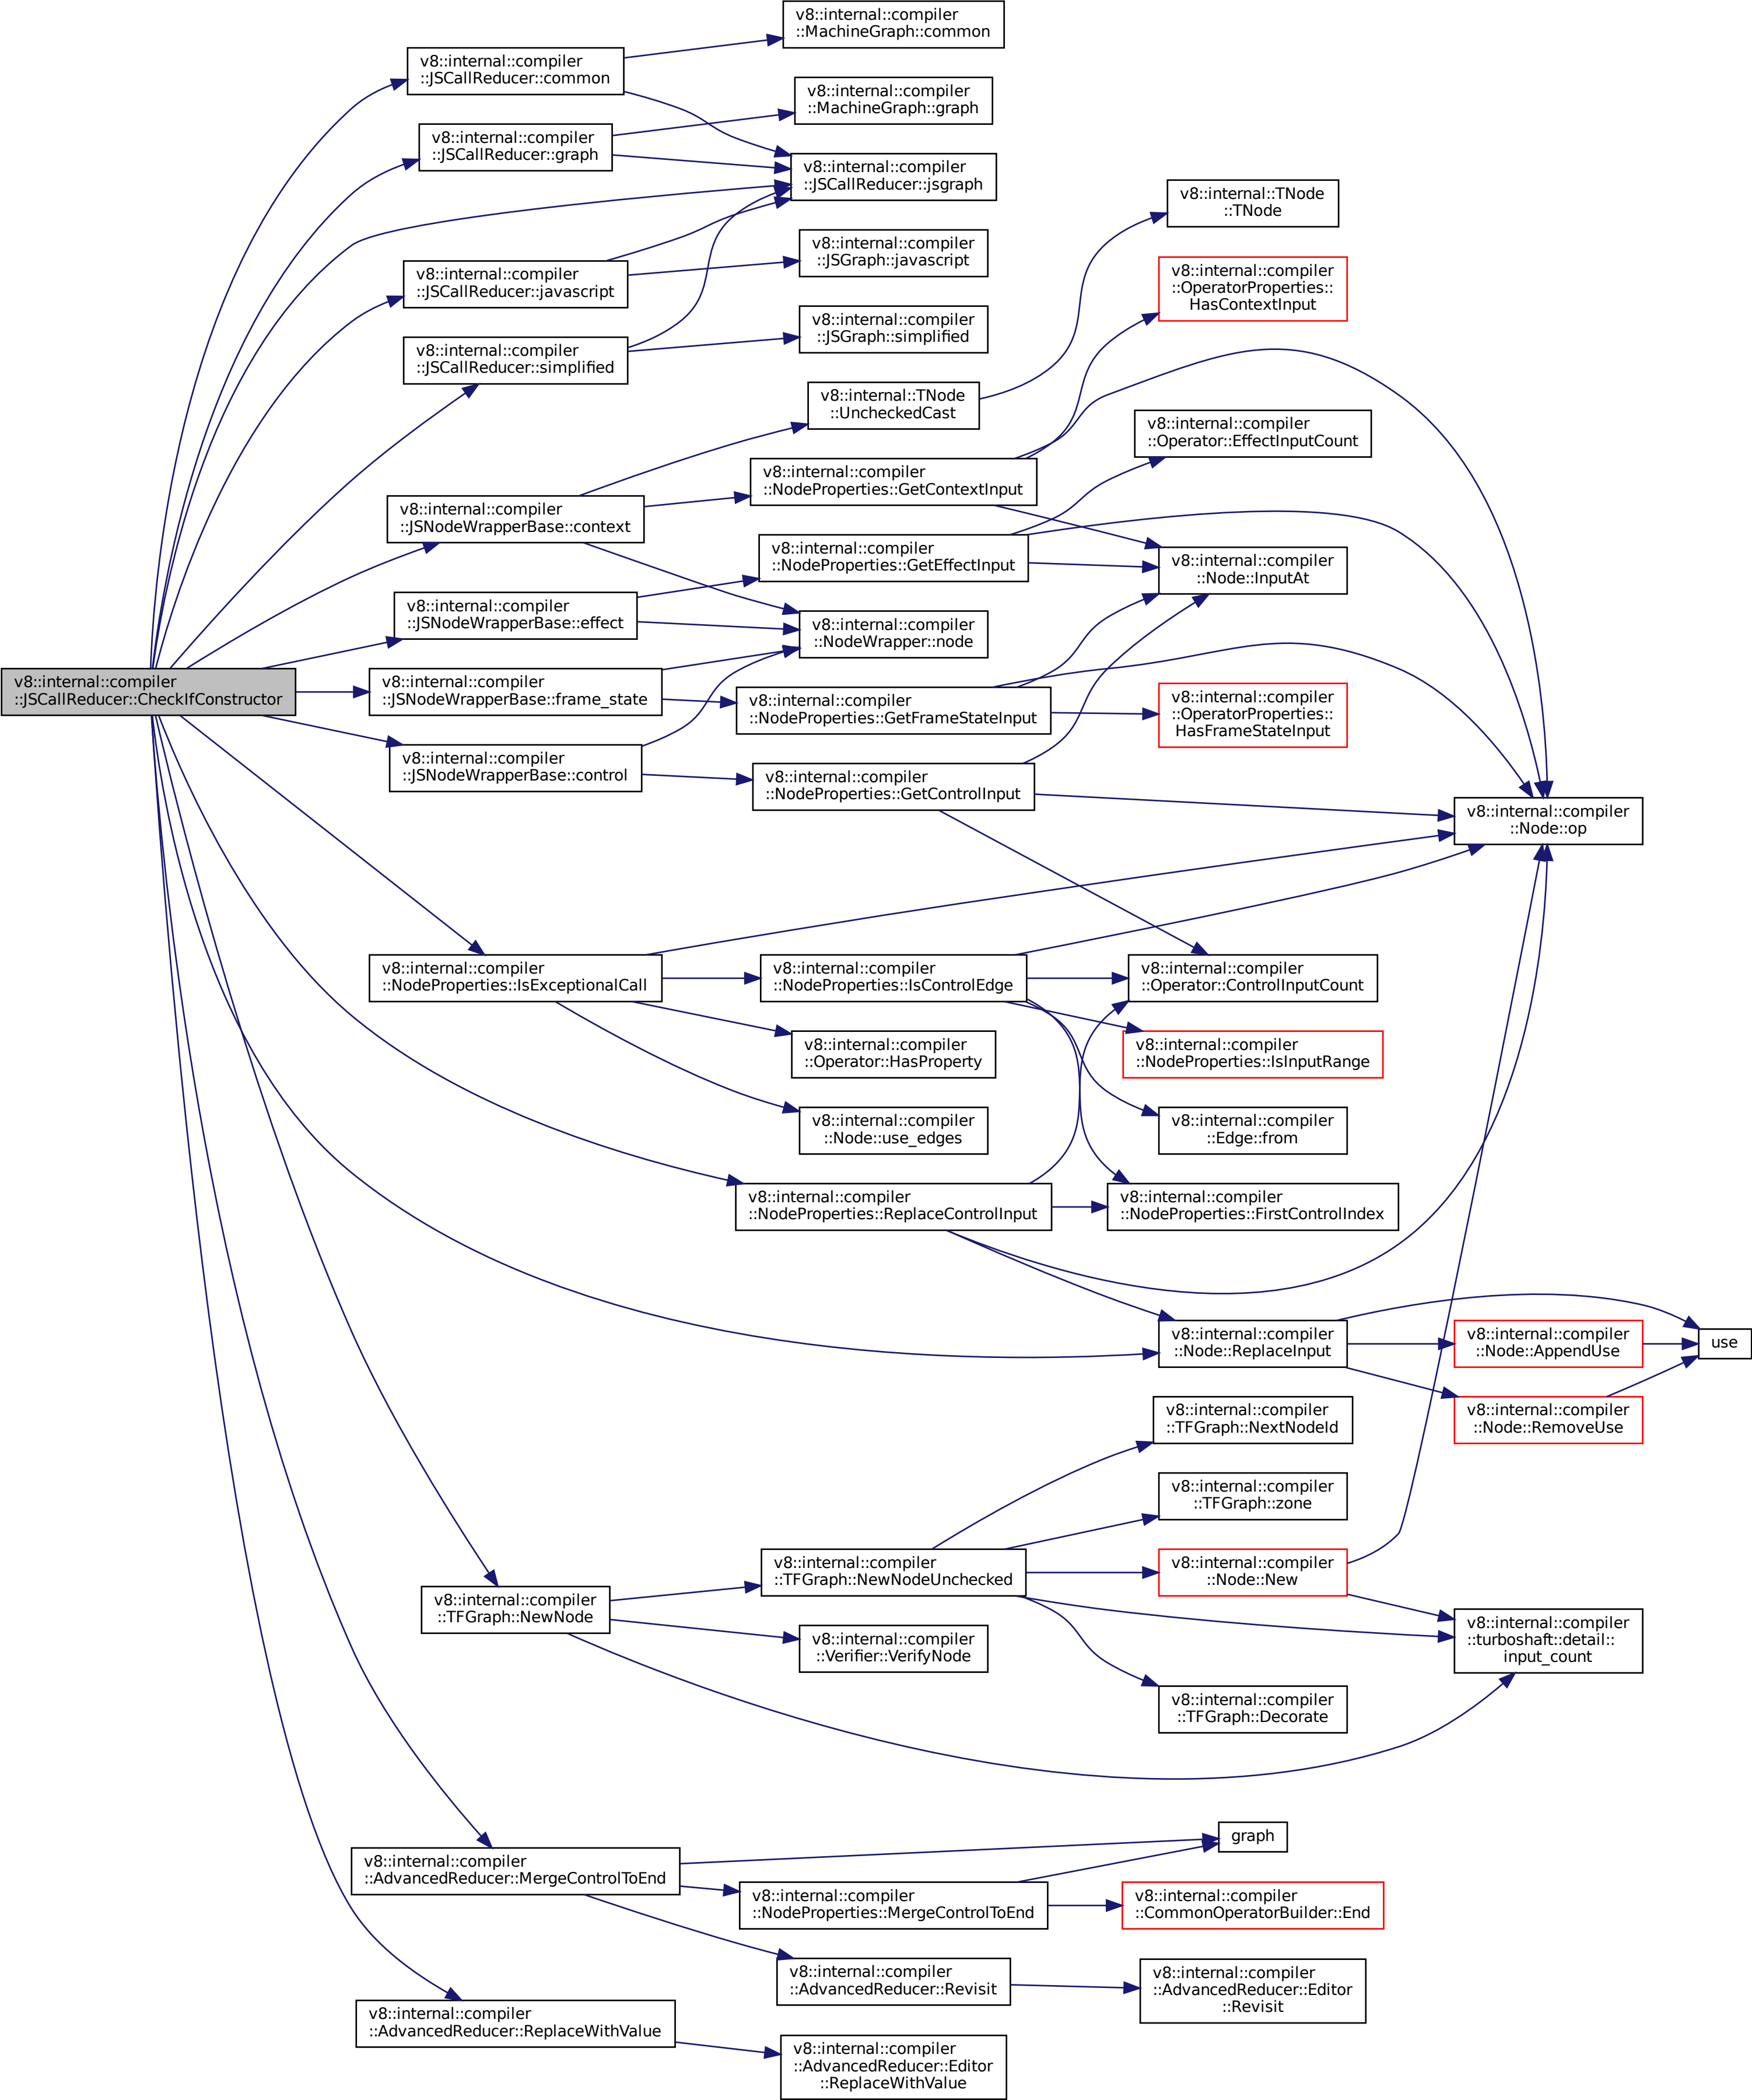 v8::internal::compiler
::JSCallReducer::CheckIfConstructor
v8::internal::compiler
::JSCallReducer::common
v8::internal::compiler
::MachineGraph::common
v8::internal::compiler
::JSCallReducer::graph
v8::internal::compiler
::MachineGraph::graph
v8::internal::compiler
::JSCallReducer::jsgraph
v8::internal::compiler
::JSCallReducer::javascript
v8::internal::compiler
::JSGraph::javascript
v8::internal::compiler
::JSCallReducer::simplified
v8::internal::compiler
::JSGraph::simplified
v8::internal::compiler
::JSNodeWrapperBase::context
v8::internal::TNode
::UncheckedCast
v8::internal::TNode
::TNode
v8::internal::compiler
::NodeProperties::GetContextInput
v8::internal::compiler
::OperatorProperties::
HasContextInput
v8::internal::compiler
::JSNodeWrapperBase::effect
v8::internal::compiler
::NodeProperties::GetEffectInput
v8::internal::compiler
::Operator::EffectInputCount
v8::internal::compiler
::Node::InputAt
v8::internal::compiler
::NodeWrapper::node
v8::internal::compiler
::JSNodeWrapperBase::frame_state
v8::internal::compiler
::NodeProperties::GetFrameStateInput
v8::internal::compiler
::OperatorProperties::
HasFrameStateInput
v8::internal::compiler
::JSNodeWrapperBase::control
v8::internal::compiler
::NodeProperties::GetControlInput
v8::internal::compiler
::Node::op
v8::internal::compiler
::NodeProperties::IsExceptionalCall
v8::internal::compiler
::NodeProperties::IsControlEdge
v8::internal::compiler
::Operator::ControlInputCount
v8::internal::compiler
::Operator::HasProperty
v8::internal::compiler
::NodeProperties::IsInputRange
v8::internal::compiler
::Node::use_edges
v8::internal::compiler
::Edge::from
v8::internal::compiler
::NodeProperties::ReplaceControlInput
v8::internal::compiler
::NodeProperties::FirstControlIndex
v8::internal::compiler
::Node::ReplaceInput
v8::internal::compiler
::Node::AppendUse
use
v8::internal::compiler
::Node::RemoveUse
v8::internal::compiler
::TFGraph::NextNodeId
v8::internal::compiler
::TFGraph::zone
v8::internal::compiler
::TFGraph::NewNode
v8::internal::compiler
::TFGraph::NewNodeUnchecked
v8::internal::compiler
::Node::New
v8::internal::compiler
::Verifier::VerifyNode
v8::internal::compiler
::turboshaft::detail::
input_count
v8::internal::compiler
::TFGraph::Decorate
v8::internal::compiler
::AdvancedReducer::MergeControlToEnd
graph
v8::internal::compiler
::NodeProperties::MergeControlToEnd
v8::internal::compiler
::CommonOperatorBuilder::End
v8::internal::compiler
::AdvancedReducer::Revisit
v8::internal::compiler
::AdvancedReducer::Editor
::Revisit
v8::internal::compiler
::AdvancedReducer::ReplaceWithValue
v8::internal::compiler
::AdvancedReducer::Editor
::ReplaceWithValue